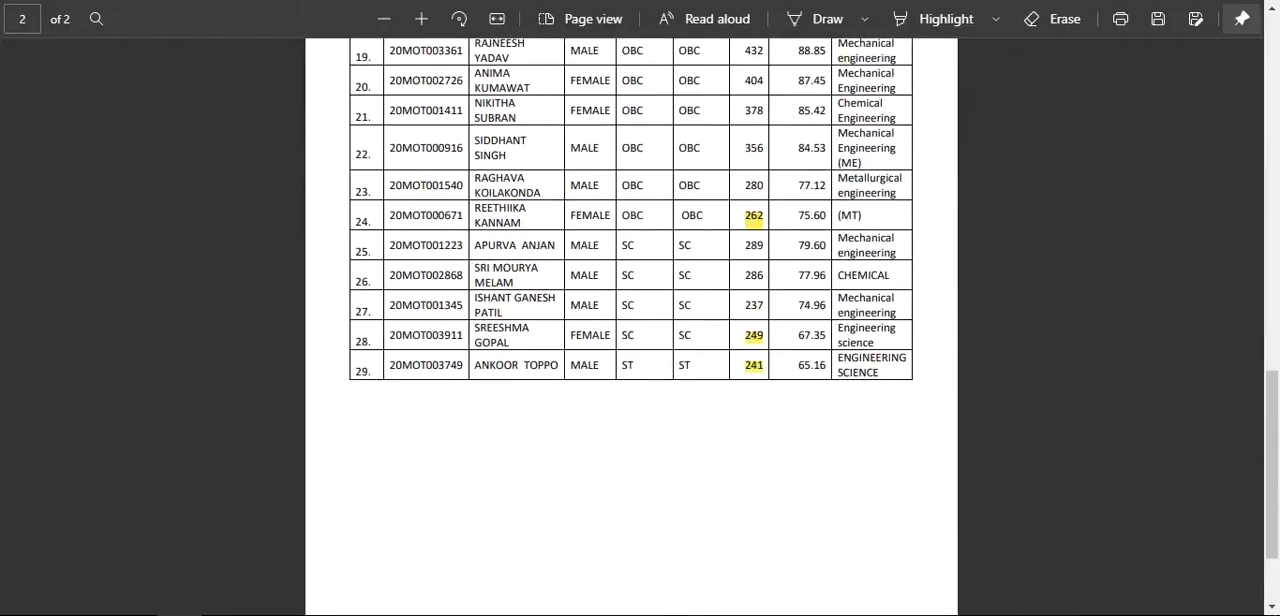 2 of 2 Page view Read aloud Draw Highlight Erase
19. 20MOT003361 RAJNEESH YADAV MALE OBC OBC 432 88.85 Mechanical engineering
20. 20MOT002726 ANIMA KUMAWAT FEMALE OBC OBC 404 87.45 Mechanical Engineering
21. 20MOT001411 NIKITHA SUBRAN FEMALE OBC OBC 378 85.42 Chemical Engineering
22. 20MOT000916 SIDDHANT SINGH MALE OBC OBC 356 84.53 Mechanical Engineering (ME)
23. 20MOT001540 RAGHAVA KOILAKONDA MALE OBC OBC 280 77.12 Metallurgical engineering
24. 20MOT000671 REETHIIKA KANNAM FEMALE OBC OBC 262 75.60 (MT)
25. 20MOT001223 APURVA ANJAN MALE SC SC 289 79.60 Mechanical engineering
26. 20MOT002868 SRI MOURYA MELAM MALE SC SC 286 77.96 CHEMICAL
27. 20MOT001345 ISHANT GANESH PATIL MALE SC SC 237 74.96 Mechanical engineering
28. 20MOT003911 SREESHMA GOPAL FEMALE SC SC 249 67.35 Engineering science
29. 20MOT003749 ANKOOR TOPPO MALE ST ST 241 65.16 ENGINEERING SCIENCE